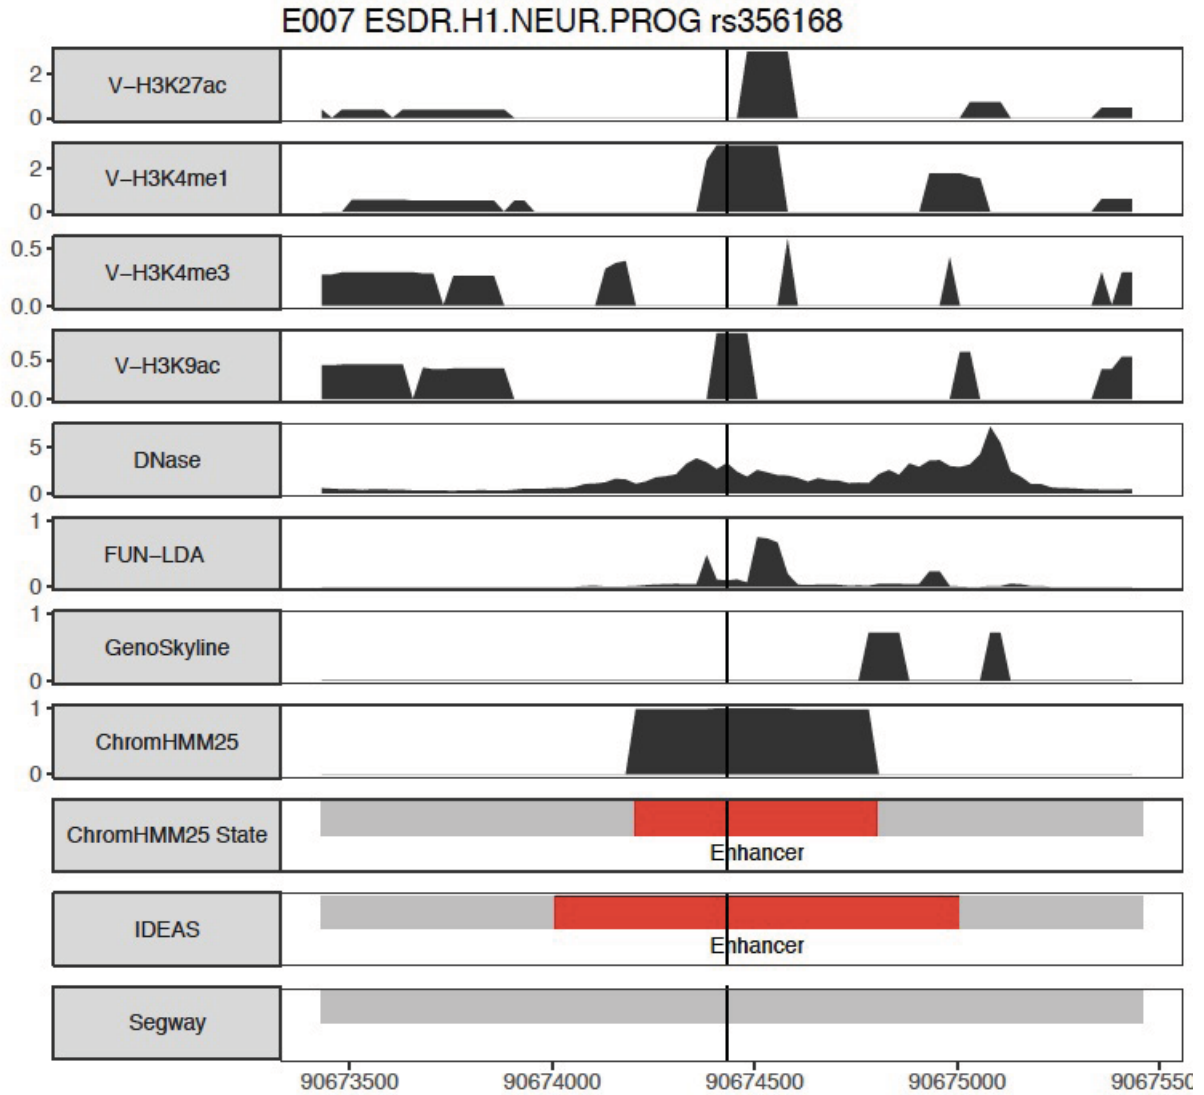 E007 ESDR.H1.NEUR.PROG rs356168
V−H3K27ac
2
0
V−H3K4me1
2
0
V−H3K4me3
0.5
0.0
V−H3K9ac
0.5
0.0
DNase
5
0
FUN−LDA
1
0
GenoSkyline
1
0
ChromHMM25
1
0
ChromHMM25 State
Enhancer
IDEAS
Enhancer
Segway
90673500 90674000 90674500 90675000 9067550